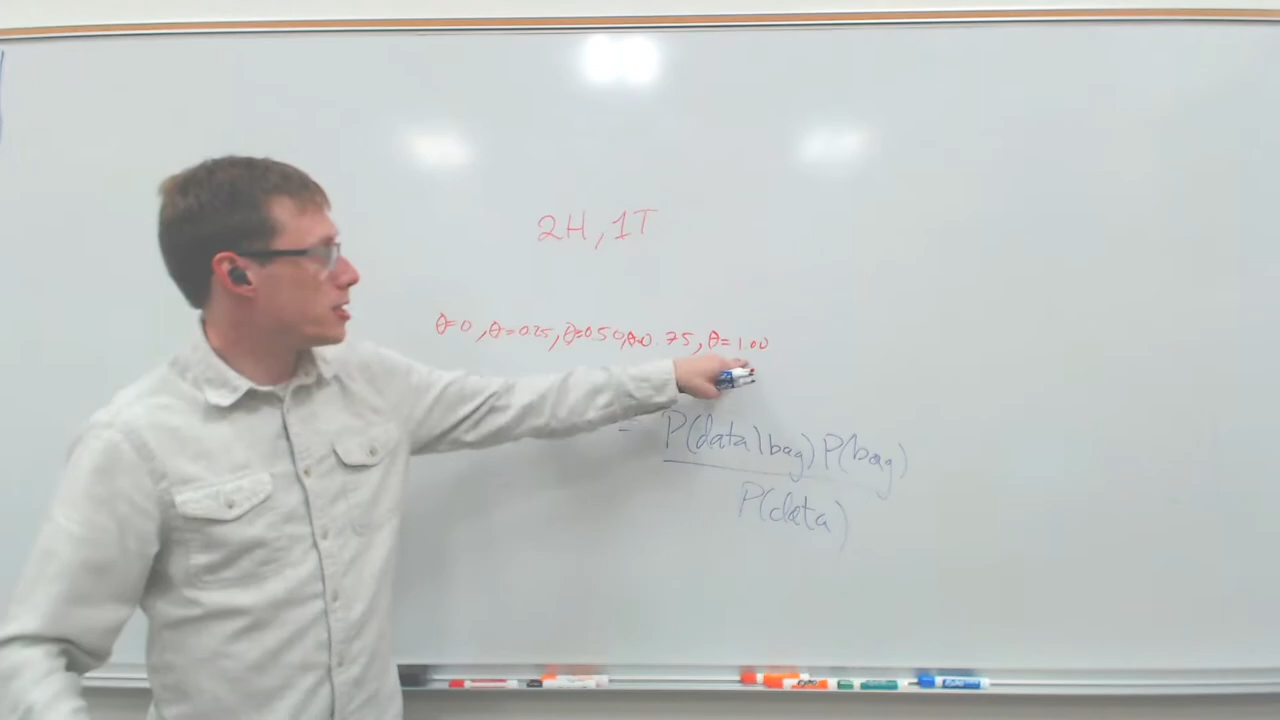 2H, 1T
θ=0, θ=0.25, θ=0.50, θ=0.75, θ=1.00
= P(data|bag) P(bag)
P(data)